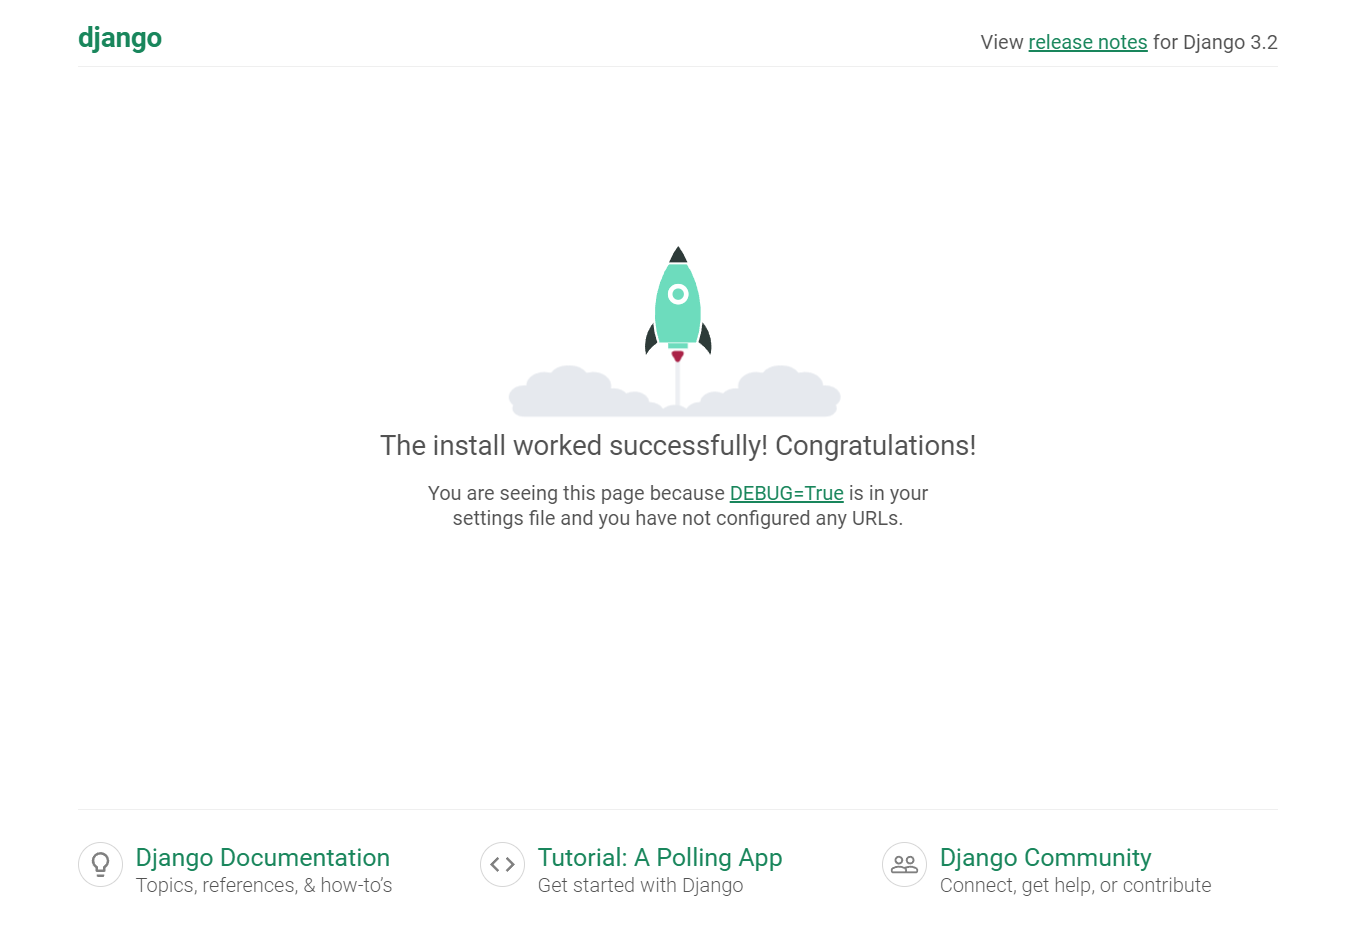 django
View release notes for Django 3.2
The install worked successfully! Congratulations!
You are seeing this page because DEBUG=True is in your
settings file and you have not configured any URLs.
Django Documentation
Topics, references, & how-to’s
Tutorial: A Polling App
Get started with Django
Django Community
Connect, get help, or contribute